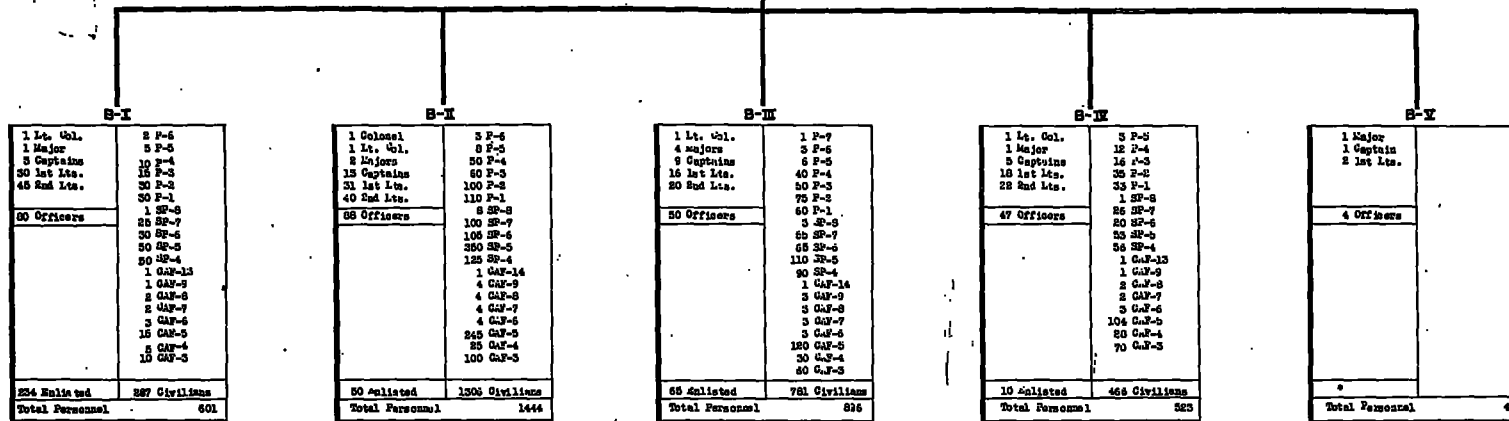 B-I
1 Lt. Col.
1 Major
3 Captains
30 1st Lts.
45 2nd Lts.
80 Officers
2 P-6
5 P-5
10 P-4
15 P-3
30 P-2
30 P-1
1 SP-8
25 SP-7
30 SP-6
50 SP-5
50 SP-4
1 CAF-13
1 CAF-9
2 CAF-8
2 CAF-7
3 CAF-6
15 CAF-5
5 CAF-4
10 CAF-3
234 Enlisted 287 Civilians
Total Personnel 601
B-II
1 Colonel
1 Lt. Col.
2 Majors
13 Captains
31 1st Lts.
40 2nd Lts.
88 Officers
3 P-6
8 P-5
50 P-4
60 P-3
100 P-2
110 P-1
8 SP-8
100 SP-7
105 SP-6
250 SP-5
125 SP-4
1 CAF-14
4 CAF-9
4 CAF-8
4 CAF-7
4 CAF-6
245 CAF-5
25 CAF-4
100 CAF-3
50 Enlisted 1306 Civilians
Total Personnel 1444
B-III
1 Lt. Col.
4 Majors
9 Captains
16 1st Lts.
20 2nd Lts.
50 Officers
1 P-7
3 P-6
6 P-5
40 P-4
50 P-3
75 P-2
60 P-1
3 SP-8
55 SP-7
65 SP-6
110 SP-5
90 SP-4
1 CAF-14
3 CAF-9
3 CAF-8
3 CAF-7
3 CAF-6
120 CAF-5
30 CAF-4
60 CAF-3
65 Enlisted 781 Civilians
Total Personnel 896
B-IV
1 Lt. Col.
1 Major
5 Captains
18 1st Lts.
22 2nd Lts.
47 Officers
3 P-5
12 P-4
16 P-3
35 P-2
33 P-1
1 SP-8
26 SP-7
20 SP-6
53 SP-5
56 SP-4
1 CAF-13
1 CAF-9
2 CAF-8
2 CAF-7
3 CAF-6
104 CAF-5
28 CAF-4
70 CAF-3
10 Enlisted 466 Civilians
Total Personnel 523
B-V
1 Major
1 Captain
2 1st Lts.
4 Officers
*
Total Personnel 4